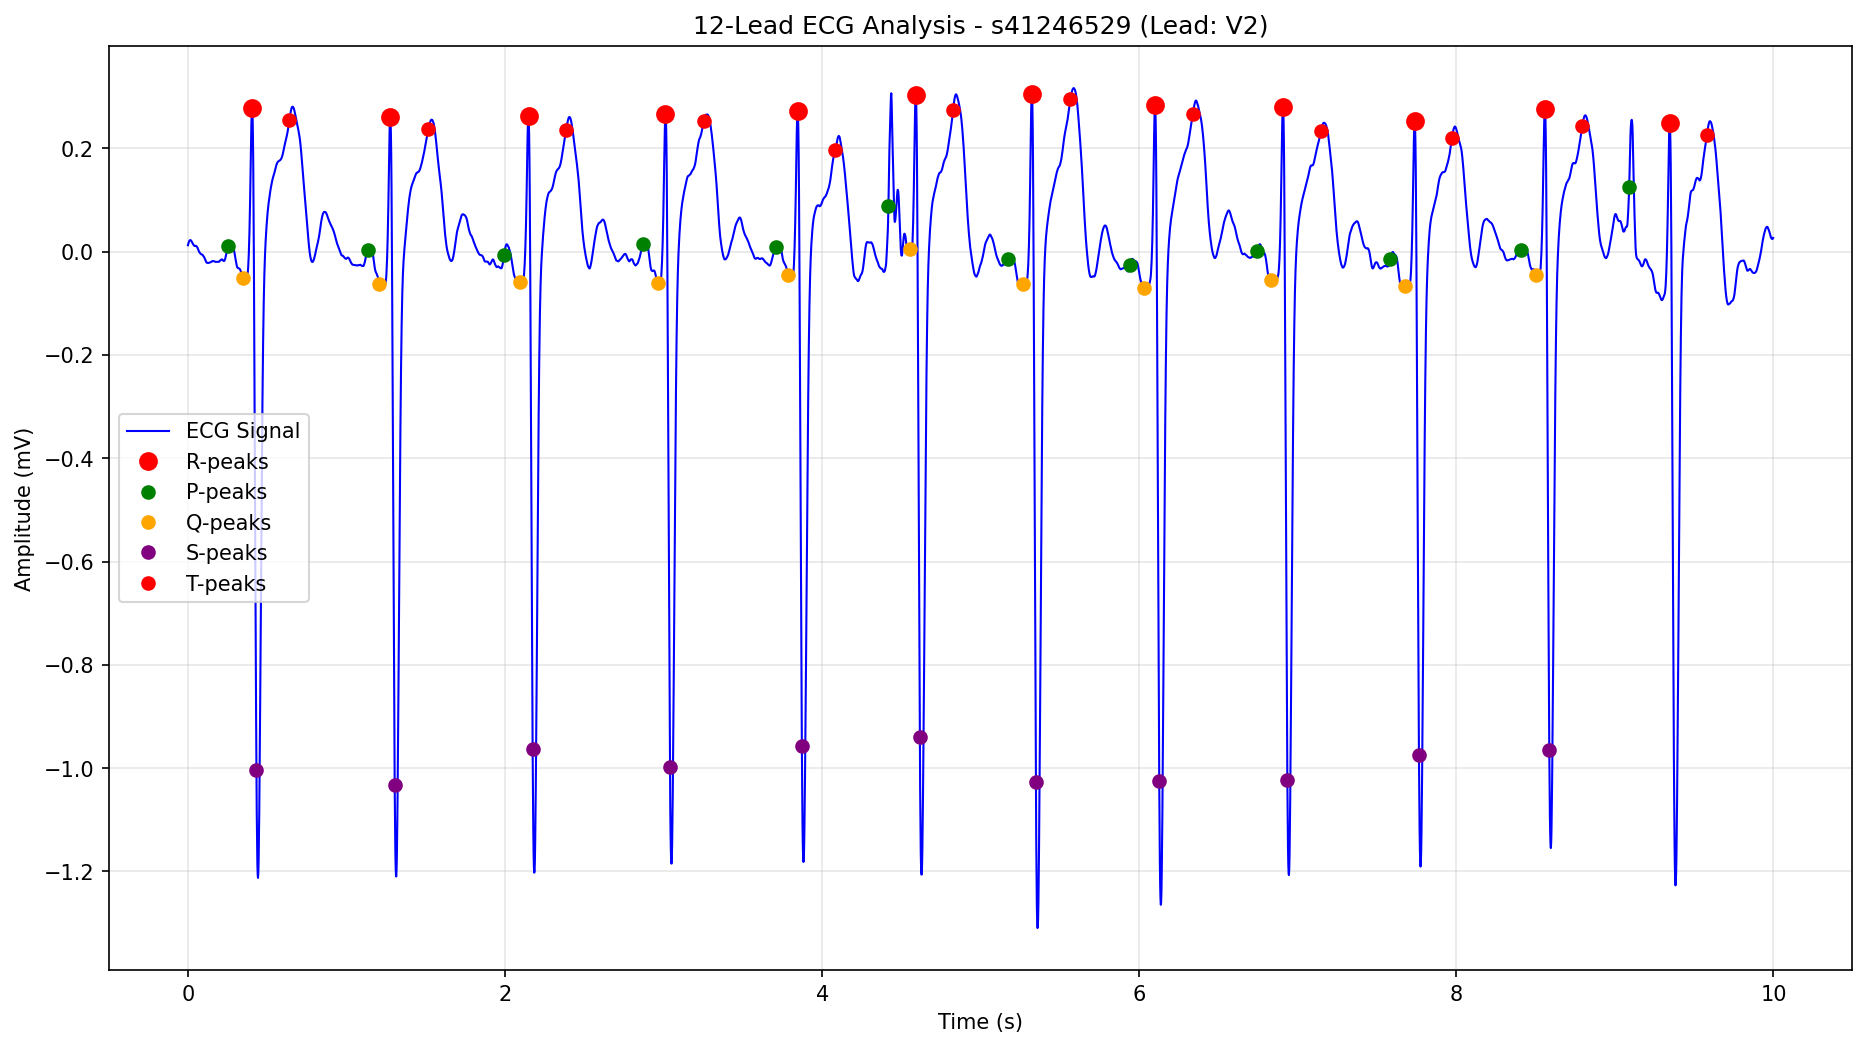 12-Lead ECG Analysis - s41246529 (Lead: V2)
Amplitude (mV)
0.2
0.0
−0.2
−0.4
−0.6
−0.8
−1.0
−1.2
ECG Signal
R-peaks
P-peaks
Q-peaks
S-peaks
T-peaks
0 2 4 6 8 10
Time (s)